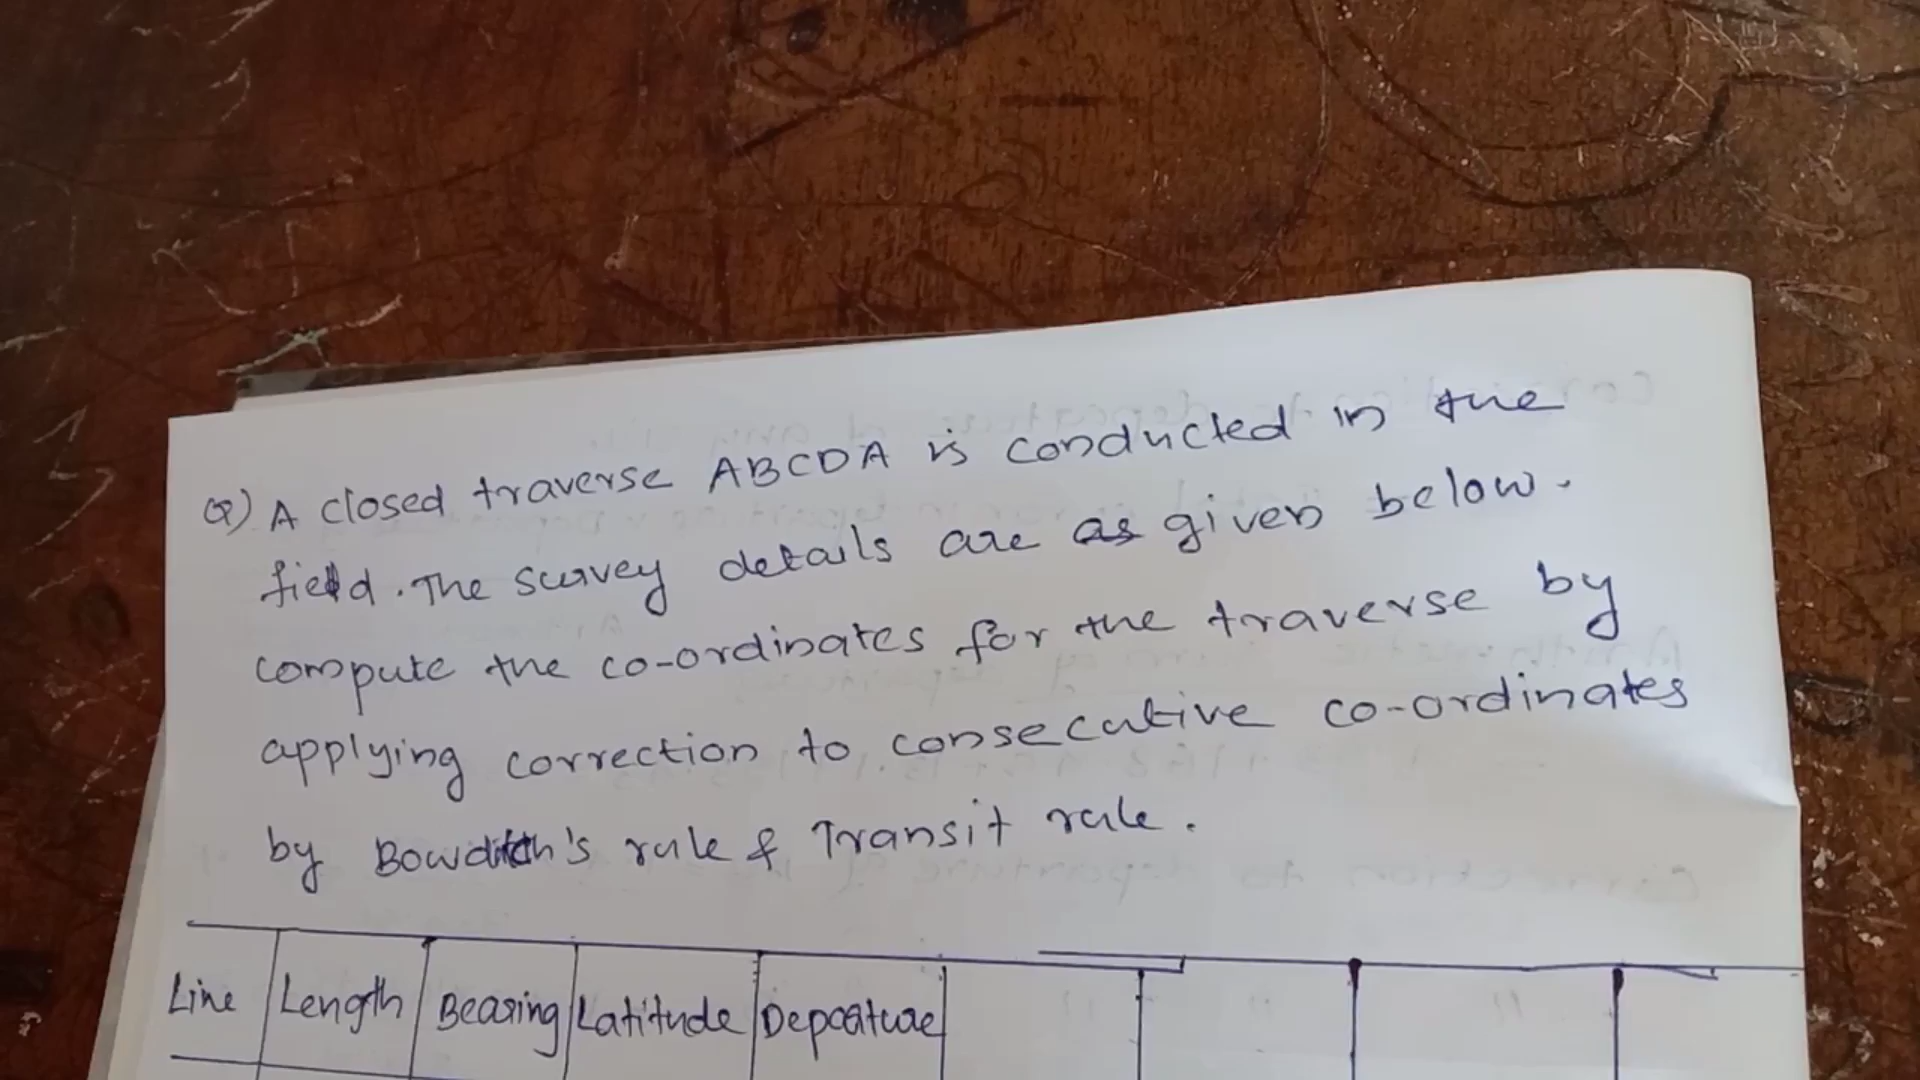 Q) A closed traverse ABCDA is conducted in the
field. The survey details are as given below.
compute the co-ordinates for the traverse by
applying correction to consecutive co-ordinates
by Bowditch's rule & Transit rule.
Line Length Bearing Latitude Departure